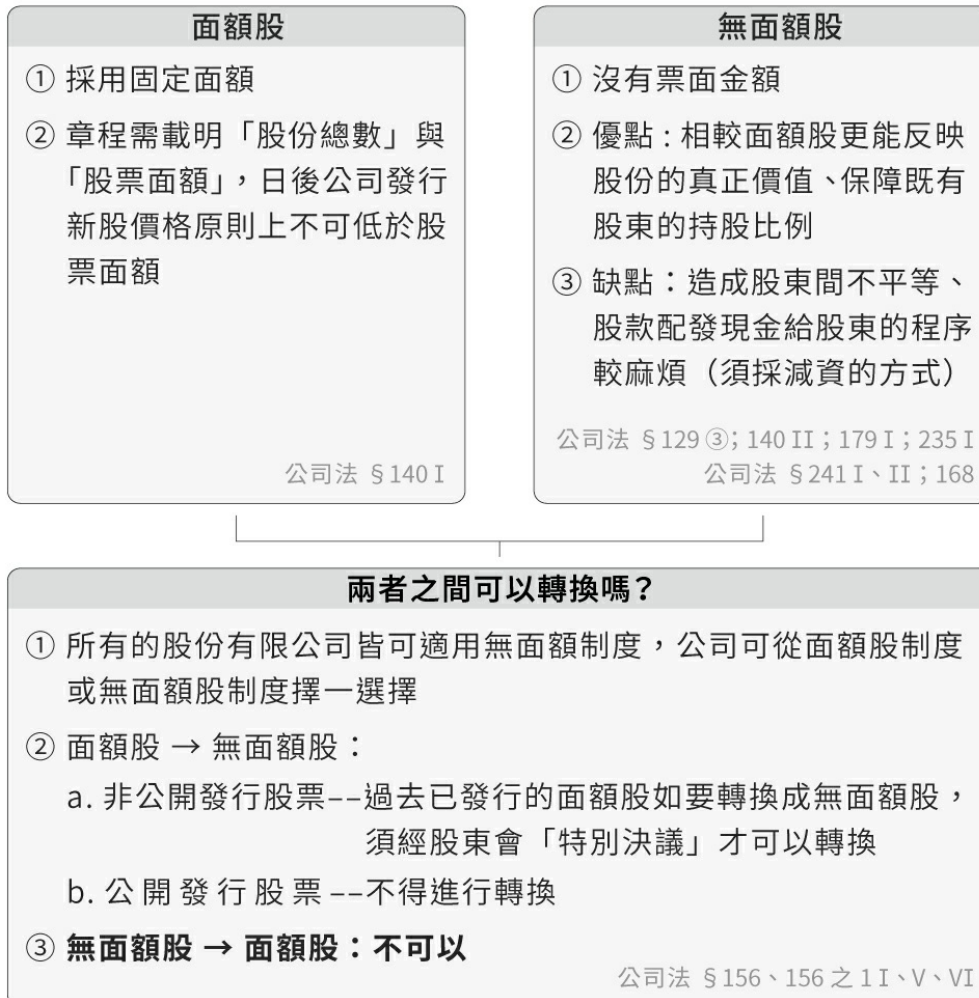 面額股
① 採用固定面額
② 章程需載明「股份總數」與
「股票面額」，日後公司發行
新股價格原則上不可低於股
票面額
公司法 §140 I
無面額股
① 沒有票面金額
② 優點：相較面額股更能反映
股份的真正價值、保障既有
股東的持股比例
③ 缺點：造成股東間不平等、
股款配發現金給股東的程序
較麻煩（須採減資的方式）
公司法 §129 ③；140 II；179 I；235 I
公司法 §241 I、II；168
兩者之間可以轉換嗎？
① 所有的股份有限公司皆可適用無面額制度，公司可從面額股制度
或無面額股制度擇一選擇
② 面額股 → 無面額股：
a. 非公開發行股票--過去已發行的面額股如要轉換成無面額股，
須經股東會「特別決議」才可以轉換
b. 公開發行股票--不得進行轉換
③ 無面額股 → 面額股：不可以
公司法 §156、156 之 1 I、V、VI